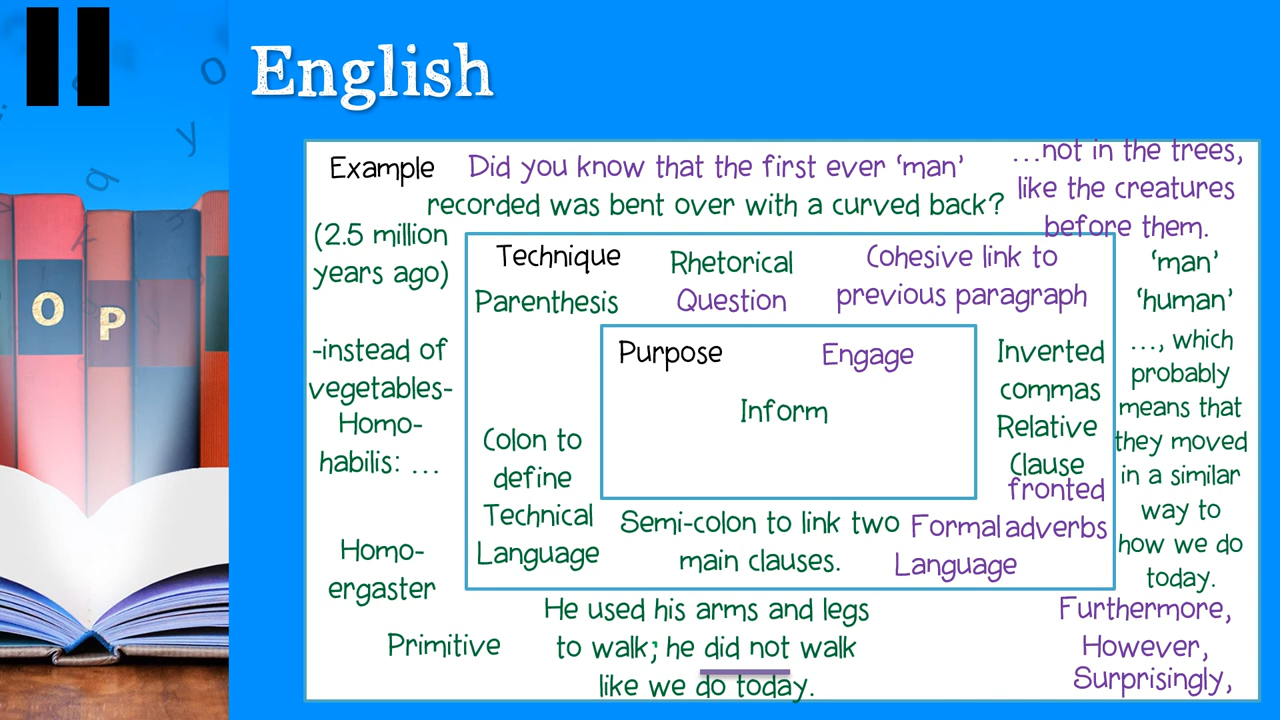 English
Example
Did you know that the first ever ‘man’
recorded was bent over with a curved back?
…not in the trees,
like the creatures
before them.
(2.5 million
years ago)
-instead of
vegetables-
Homo-
habilis: …
Homo-
ergaster
Primitive
Technique
Parenthesis
Rhetorical
Question
Cohesive link to
previous paragraph
Purpose
Engage
Inform
Colon to
define
Technical
Language
Semi-colon to link two
main clauses.
Formal
Language
Inverted
commas
Relative
Clause
fronted
adverbs
‘man’
‘human’
…, which
probably
means that
they moved
in a similar
way to
how we do
today.
He used his arms and legs
to walk; he did not walk
like we do today.
Furthermore,
However,
Surprisingly,
O
P
o
y
q
k